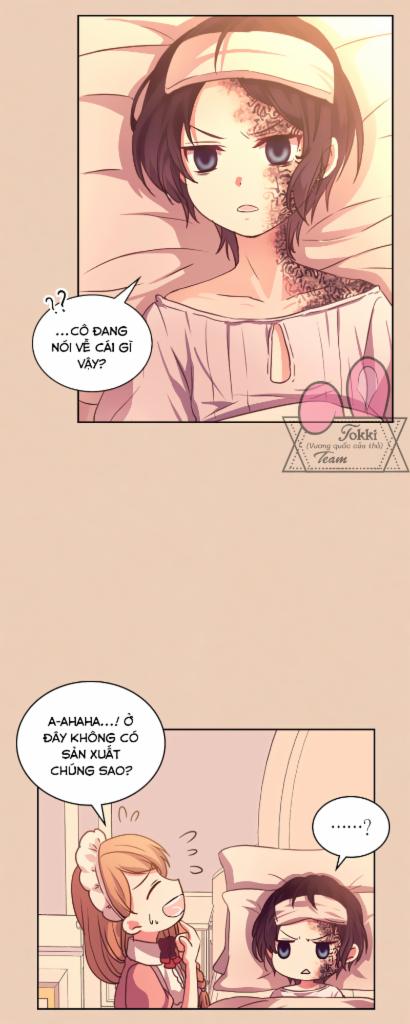 ?·?
...CÔ ĐANG
NÓI VỀ CÁI GÌ
VẬY?
Tokki
(Vương quốc của thỏ)
Team
A-AHAHA...! Ở
ĐÂY KHÔNG CÓ
SẢN XUẤT
CHÚNG SAO?
......?